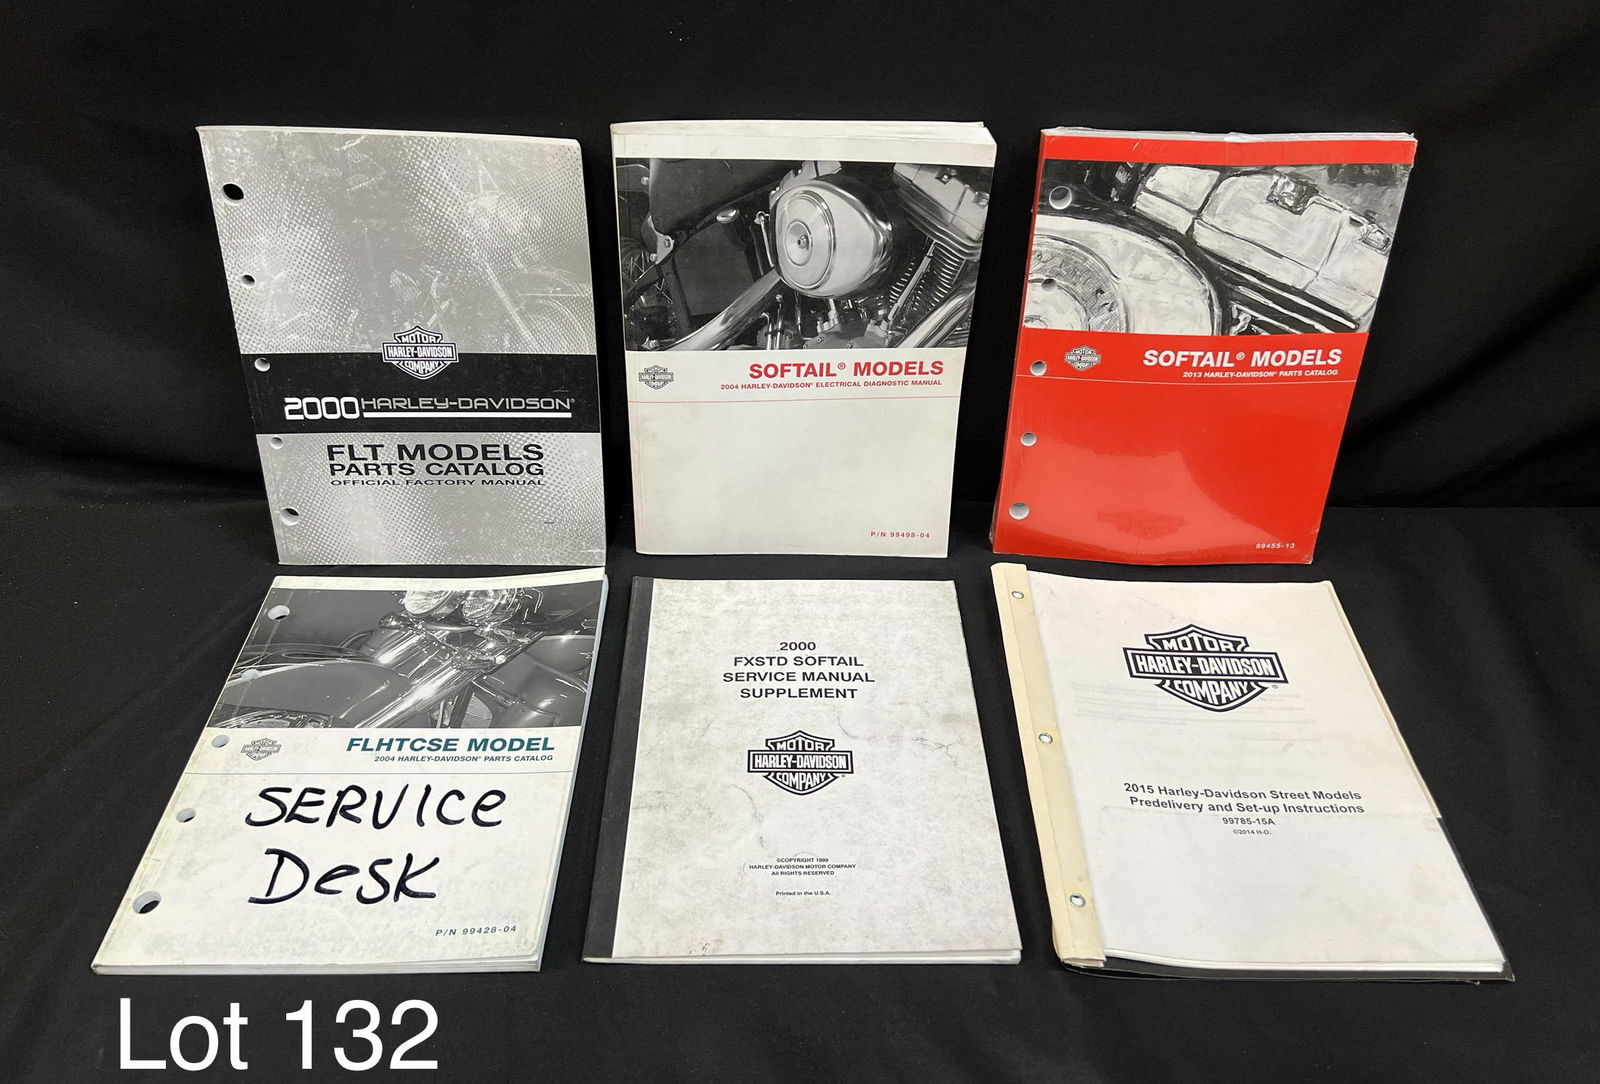 MOTOR
HARLEY-DAVIDSON
COMPANY
2000 HARLEY-DAVIDSON®
FLT MODELS
PARTS CATALOG
OFFICIAL FACTORY MANUAL
SOFTAIL® MODELS
2004 HARLEY-DAVIDSON® ELECTRICAL DIAGNOSTIC MANUAL
P/N 99498-04
SOFTAIL® MODELS
2013 HARLEY-DAVIDSON® PARTS CATALOG
99455-13
FLHTCSE MODEL
2004 HARLEY-DAVIDSON® PARTS CATALOG
SERVICe
DeSK
P/N 99428-04
2000
FXSTD SOFTAIL
SERVICE MANUAL
SUPPLEMENT
MOTOR
HARLEY-DAVIDSON
COMPANY
©COPYRIGHT 1999
HARLEY-DAVIDSON MOTOR COMPANY
All RIGHTS RESERVED
Printed in the U.S.A.
MOTOR
HARLEY-DAVIDSON
COMPANY
2015 Harley-Davidson Street Models
Predelivery and Set-up Instructions
99785-15A
©2014 H-D.
Lot 132